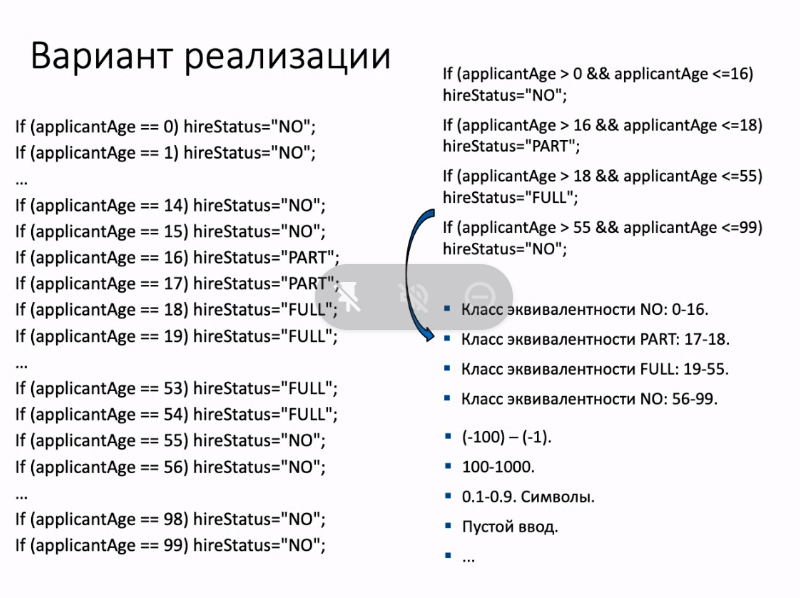 Вариант реализации
If (applicantAge == 0) hireStatus="NO";
If (applicantAge == 1) hireStatus="NO";
...
If (applicantAge == 14) hireStatus="NO";
If (applicantAge == 15) hireStatus="NO";
If (applicantAge == 16) hireStatus="PART";
If (applicantAge == 17) hireStatus="PART";
If (applicantAge == 18) hireStatus="FULL";
If (applicantAge == 19) hireStatus="FULL";
...
If (applicantAge == 53) hireStatus="FULL";
If (applicantAge == 54) hireStatus="FULL";
If (applicantAge == 55) hireStatus="NO";
If (applicantAge == 56) hireStatus="NO";
...
If (applicantAge == 98) hireStatus="NO";
If (applicantAge == 99) hireStatus="NO";
If (applicantAge > 0 && applicantAge <=16)
hireStatus="NO";
If (applicantAge > 16 && applicantAge <=18)
hireStatus="PART";
If (applicantAge > 18 && applicantAge <=55)
hireStatus="FULL";
If (applicantAge > 55 && applicantAge <=99)
hireStatus="NO";
▪ Класс эквивалентности NO: 0-16.
▪ Класс эквивалентности PART: 17-18.
▪ Класс эквивалентности FULL: 19-55.
▪ Класс эквивалентности NO: 56-99.
▪ (-100) – (-1).
▪ 100-1000.
▪ 0.1-0.9. Символы.
▪ Пустой ввод.
▪ ...